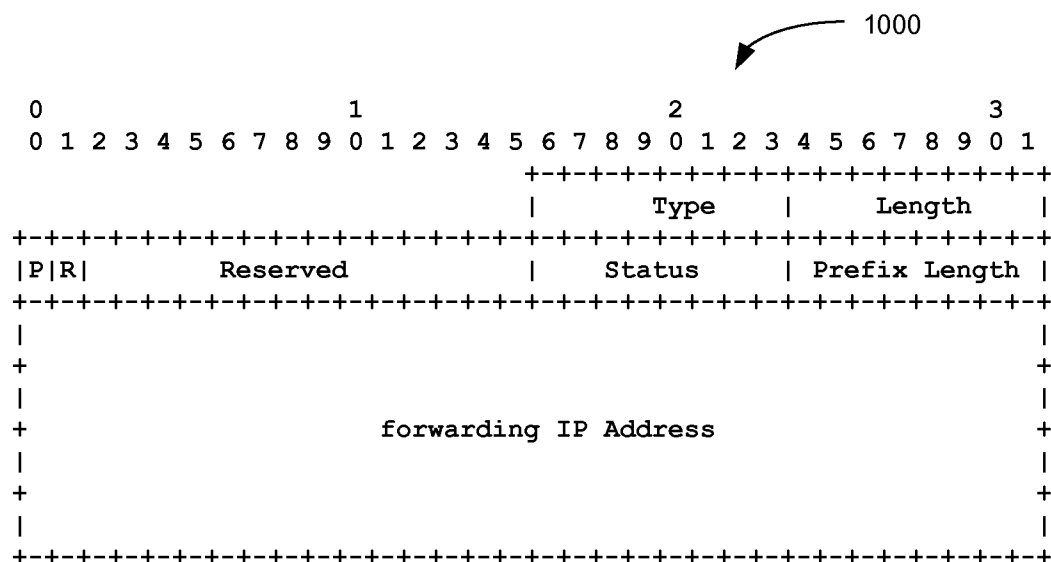 1000
0                   1                   2                   3
0 1 2 3 4 5 6 7 8 9 0 1 2 3 4 5 6 7 8 9 0 1 2 3 4 5 6 7 8 9 0 1
+-+-+-+-+-+-+-+-+-+-+-+-+-+-+-+-+
| Type | Length |
+-+-+-+-+-+-+-+-+-+-+-+-+-+-+-+-+-+-+-+-+-+-+-+-+-+-+-+-+-+-+-+-+
|P|R| Reserved | Status | Prefix Length |
+-+-+-+-+-+-+-+-+-+-+-+-+-+-+-+-+-+-+-+-+-+-+-+-+-+-+-+-+-+-+-+-+
| |
+ +
| |
+ forwarding IP Address +
| |
+ +
| |
+-+-+-+-+-+-+-+-+-+-+-+-+-+-+-+-+-+-+-+-+-+-+-+-+-+-+-+-+-+-+-+-+